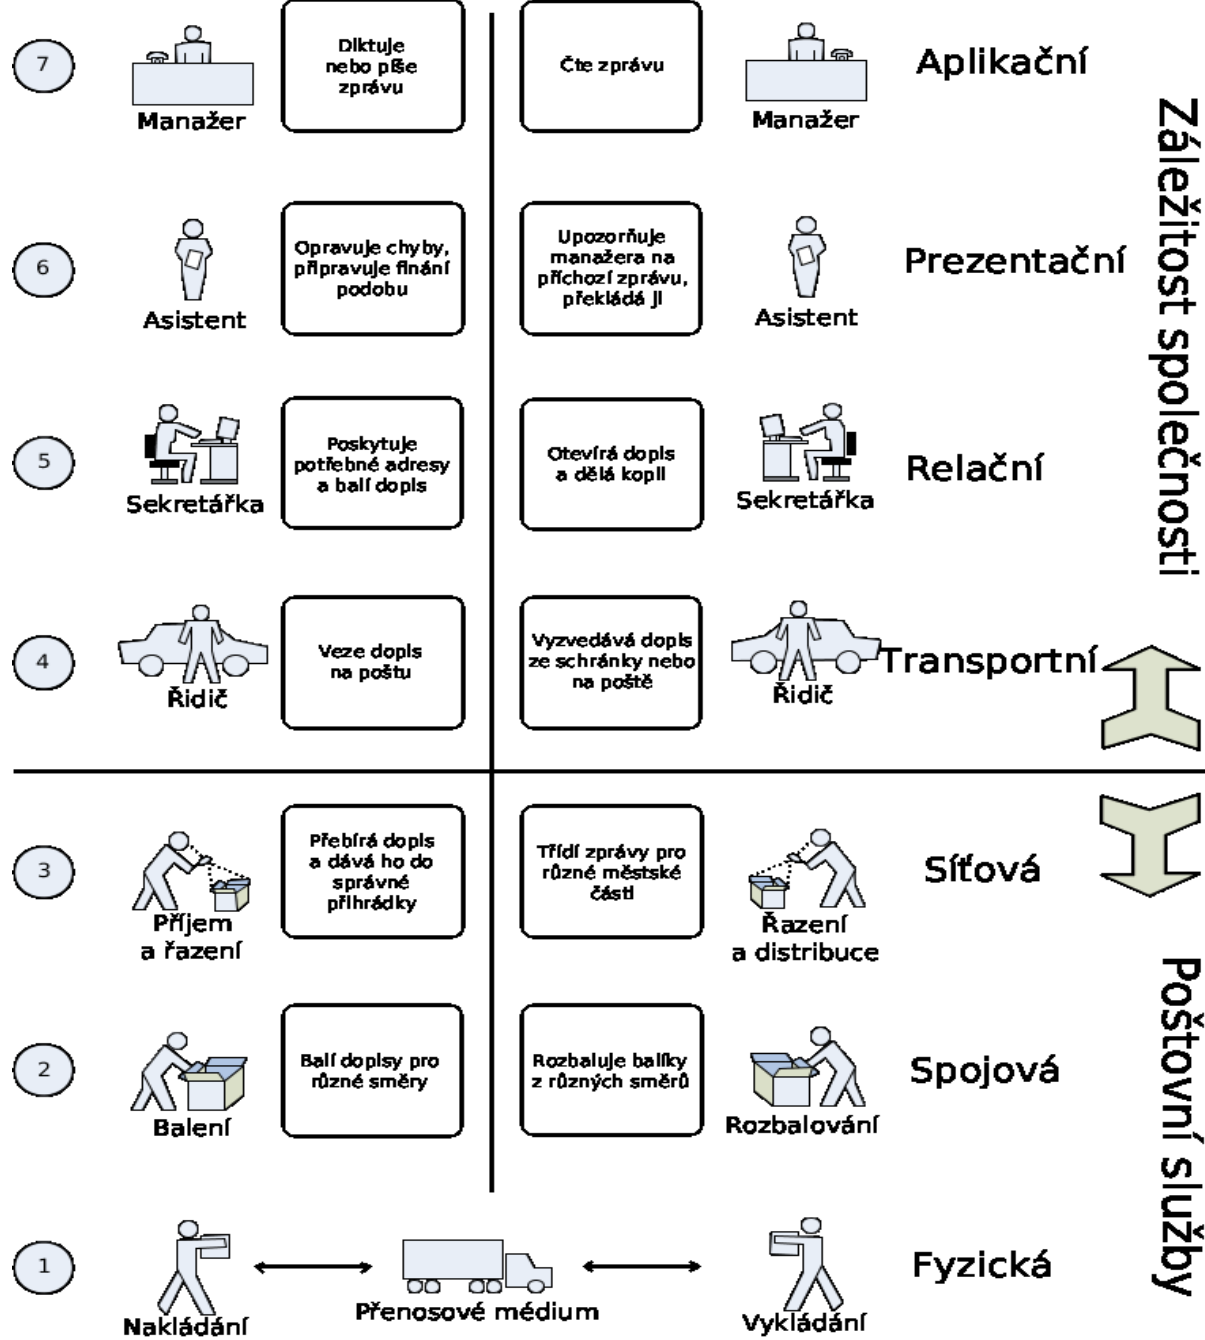 7
Manažer
Diktuje
nebo píše
zprávu
Čte zprávu
Manažer
Aplikační
6
Asistent
Opravuje chyby,
připravuje finání
podobu
Upozorňuje
manažera na
příchozí zprávu,
překládá ji
Asistent
Prezentační
5
Sekretářka
Poskytuje
potřebné adresy
a balí dopis
Otevírá dopis
a dělá kopii
Sekretářka
Relační
4
Řidič
Veze dopis
na poštu
Vyzvedává dopis
ze schránky nebo
na poště
Řidič
Transportní
Záležitost společnosti
3
Příjem
a řazení
Přebírá dopis
a dává ho do
správné
přihrádky
Třídí zprávy pro
různé městské
části
Řazení
a distribuce
Síťová
2
Balení
Balí dopisy pro
různé směry
Rozbaluje balíky
z různých směrů
Rozbalování
Spojová
1
Nakládání
Přenosové médium
Vykládání
Fyzická
Poštovní služby